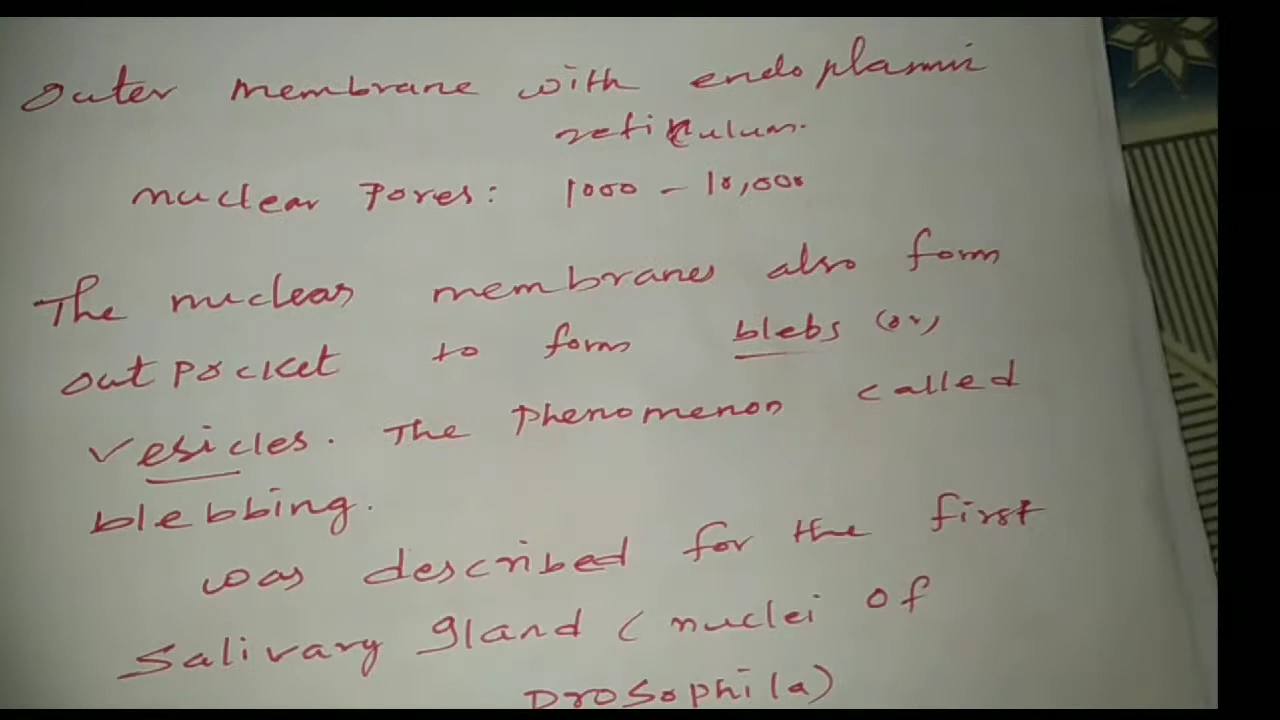 outer membrane with endoplasmic
reticulum.
nuclear Pores: 1000 - 10,000
The nuclear membranes also form
out pocket to form blebs (or)
vesicles. The Phenomenon called
blebbing.
was described for the first
Salivary gland (nuclei of
Drosophila)